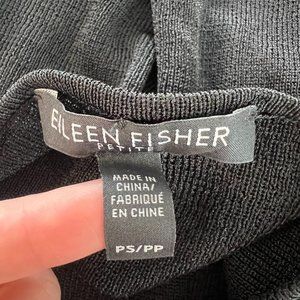 EILEEN FISHER
PETITE
MADE IN
CHINA/
FABRIQUÉ
EN CHINE
PS/PP